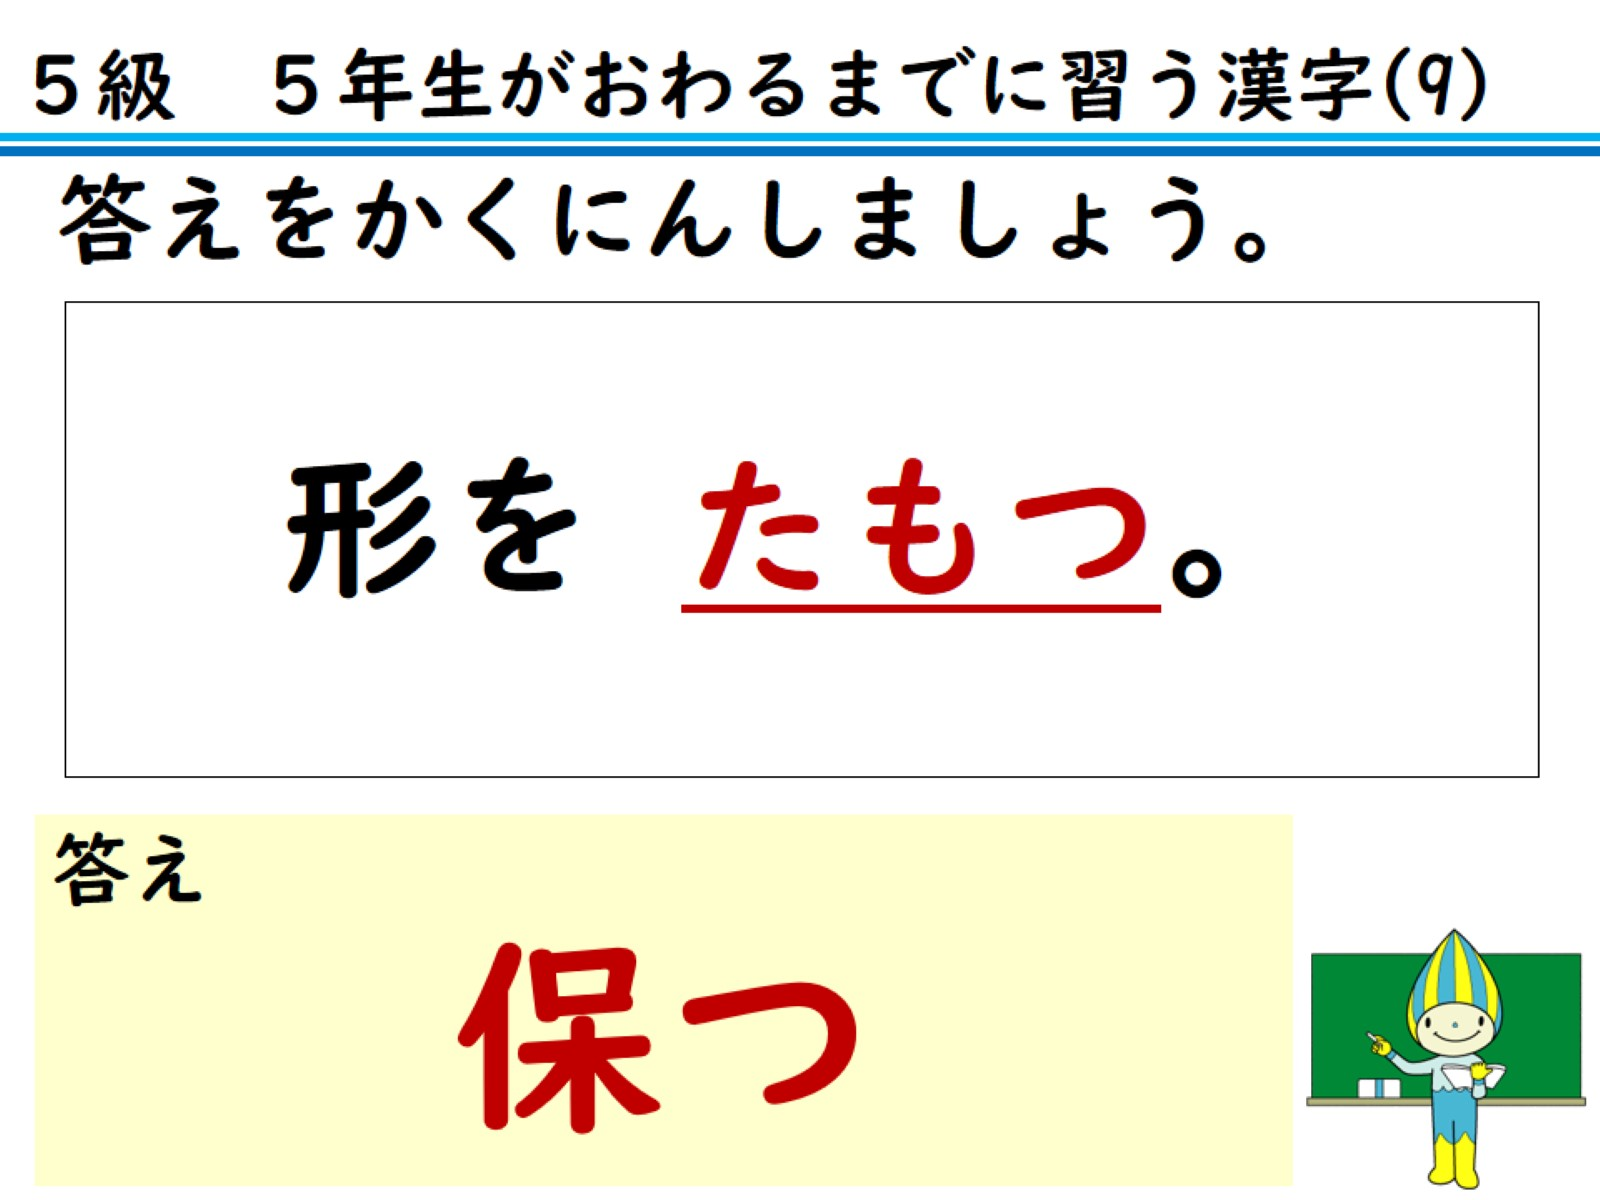 ５級　５年生がおわるまでに習う漢字(9)
答えをかくにんしましょう。
形を　たもつ。
答え
保つ